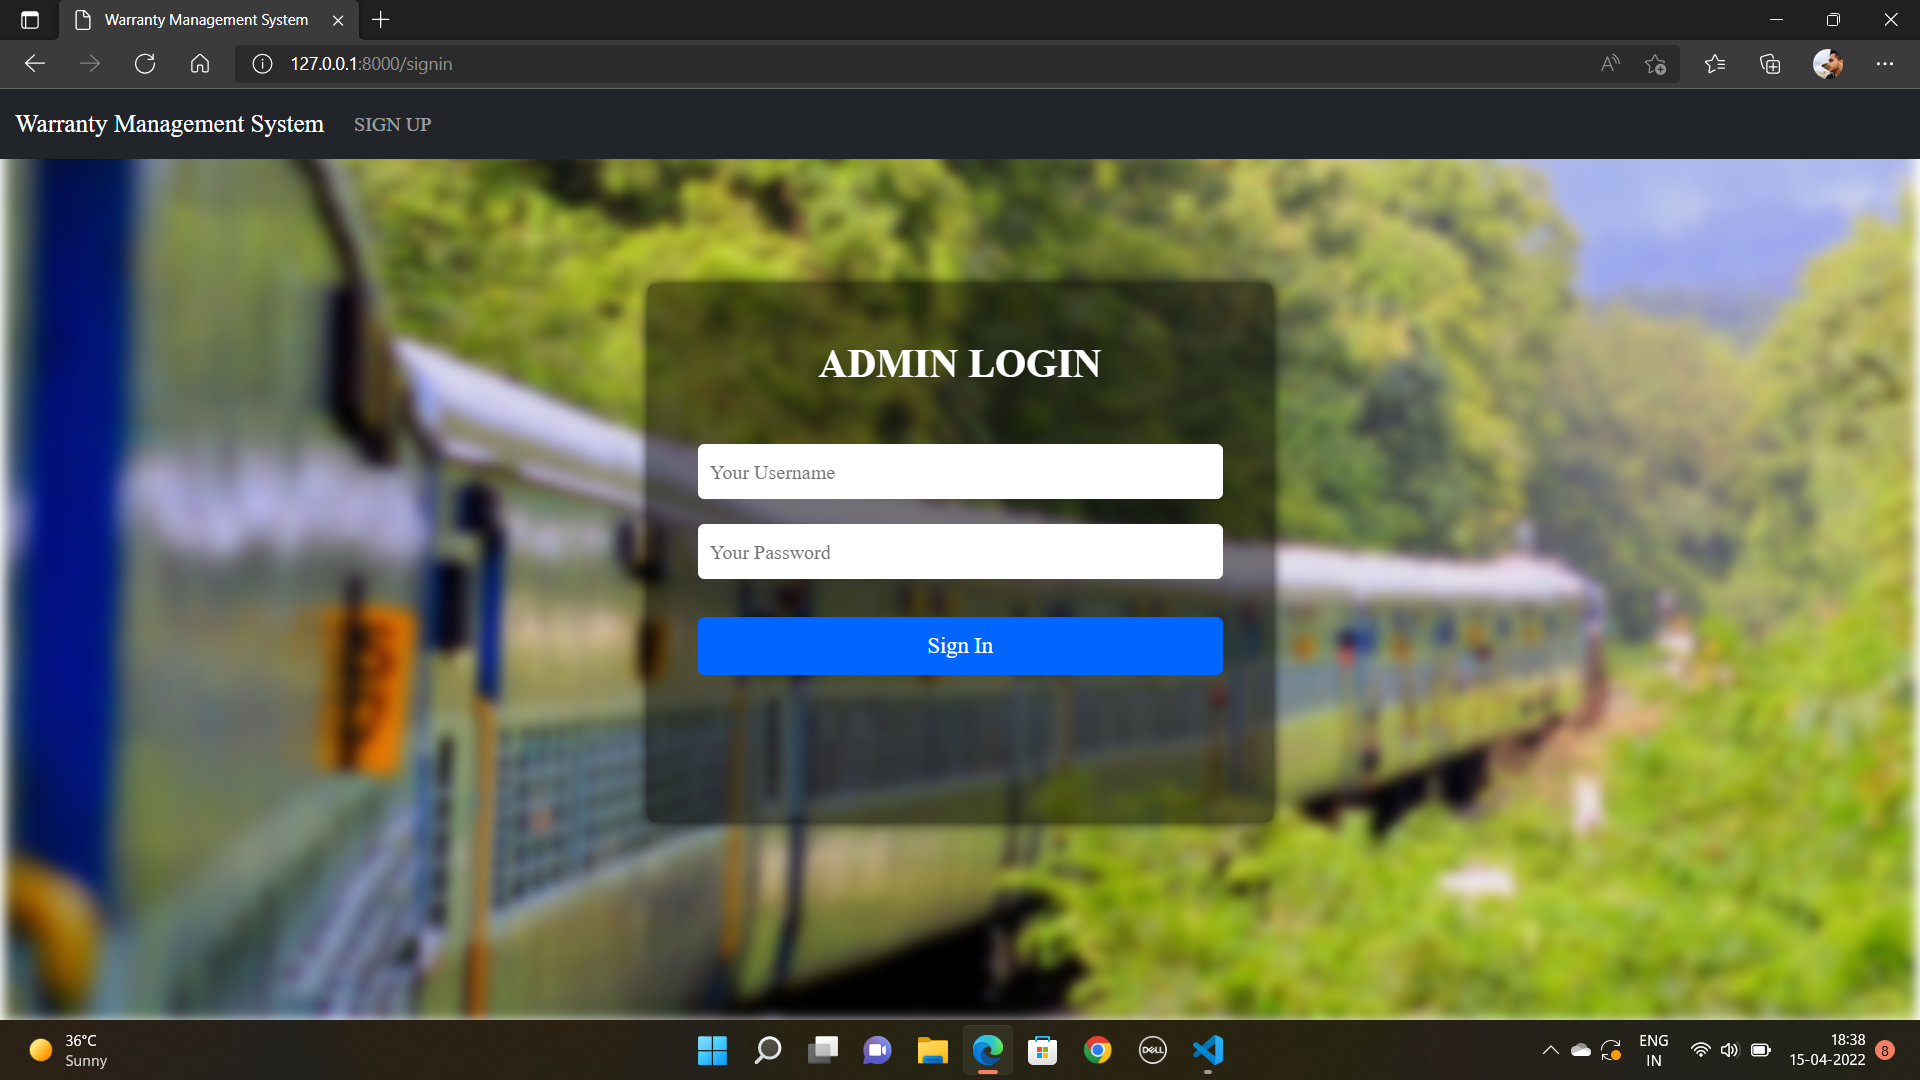 Warranty Management System
127.0.0.1:8000/signin
Warranty Management System SIGN UP
ADMIN LOGIN
Your Username
Your Password
Sign In
36°C
Sunny
DELL
ENG
IN
18:38
15-04-2022
8